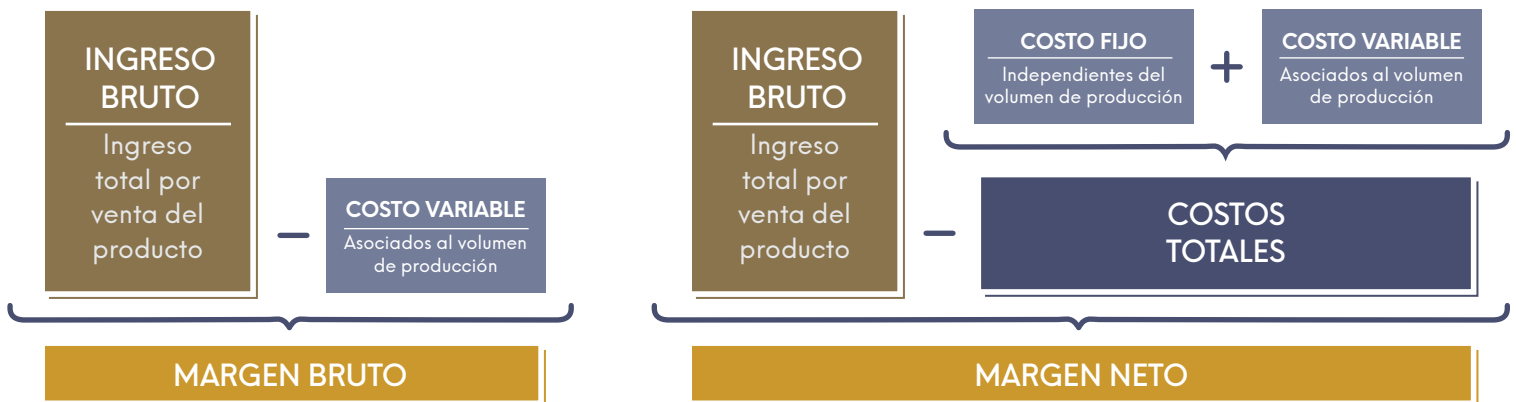 INGRESO
BRUTO
Ingreso
total por
venta del
producto
−
COSTO VARIABLE
Asociados al volumen
de producción
MARGEN BRUTO
INGRESO
BRUTO
Ingreso
total por
venta del
producto
−
COSTO FIJO
Independientes del
volumen de producción
+
COSTO VARIABLE
Asociados al volumen
de producción
COSTOS
TOTALES
MARGEN NETO